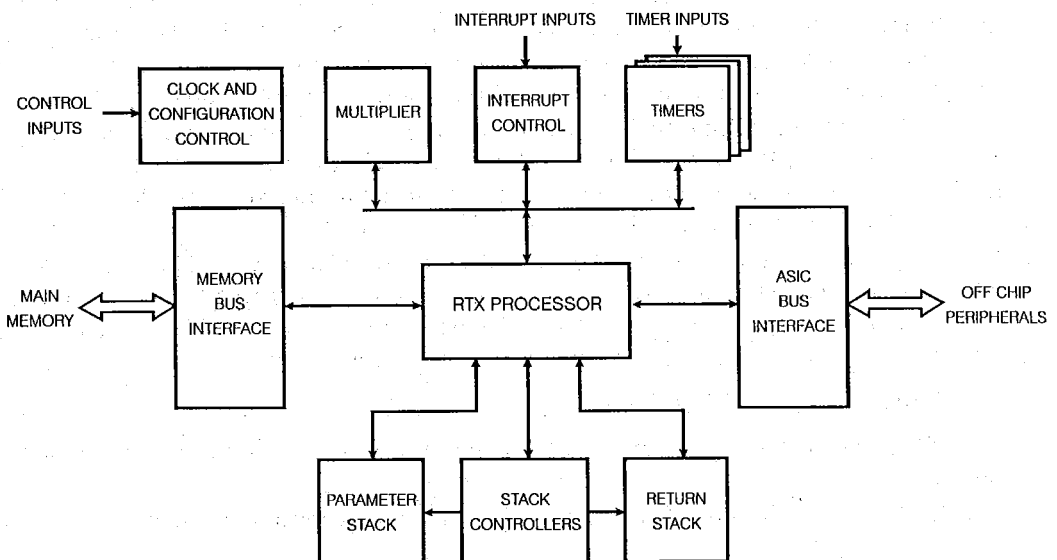 INTERRUPT INPUTS
TIMER INPUTS
CONTROL
INPUTS
CLOCK AND
CONFIGURATION
CONTROL
MULTIPLIER
INTERRUPT
CONTROL
TIMERS
MAIN
MEMORY
MEMORY
BUS
INTERFACE
RTX PROCESSOR
ASIC
BUS
INTERFACE
OFF CHIP
PERIPHERALS
PARAMETER
STACK
STACK
CONTROLLERS
RETURN
STACK